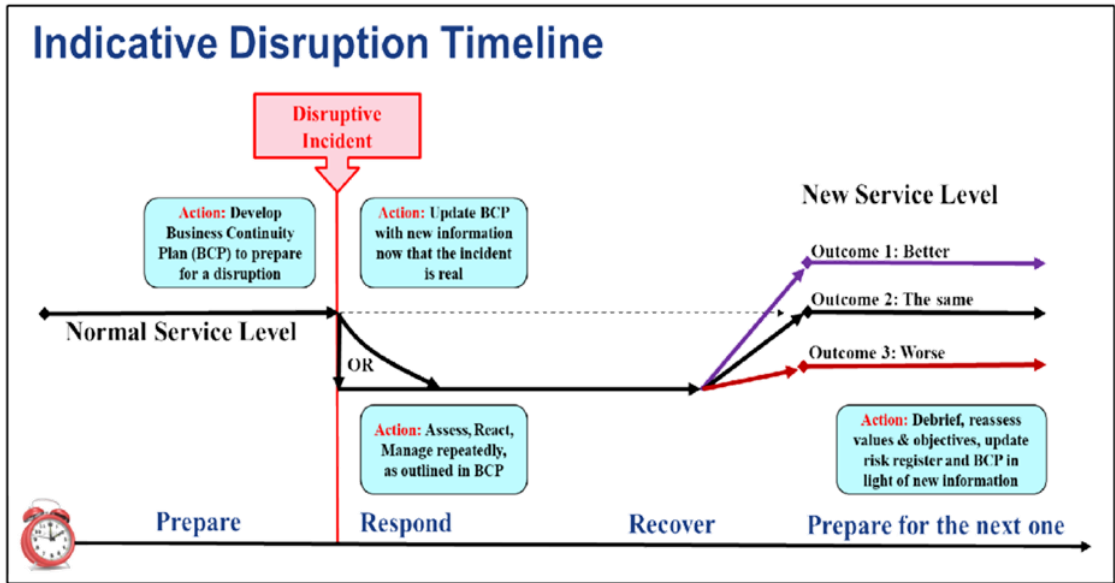 Indicative Disruption Timeline
Disruptive
Incident
Action: Develop
Business Continuity
Plan (BCP) to prepare
for a disruption
Action: Update BCP
with new information
now that the incident
is real
New Service Level
Outcome 1: Better
Outcome 2: The same
Outcome 3: Worse
Normal Service Level
OR
Action: Assess, React,
Manage repeatedly,
as outlined in BCP
Action: Debrief, reassess
values & objectives, update
risk register and BCP in
light of new information
Prepare
Respond
Recover
Prepare for the next one